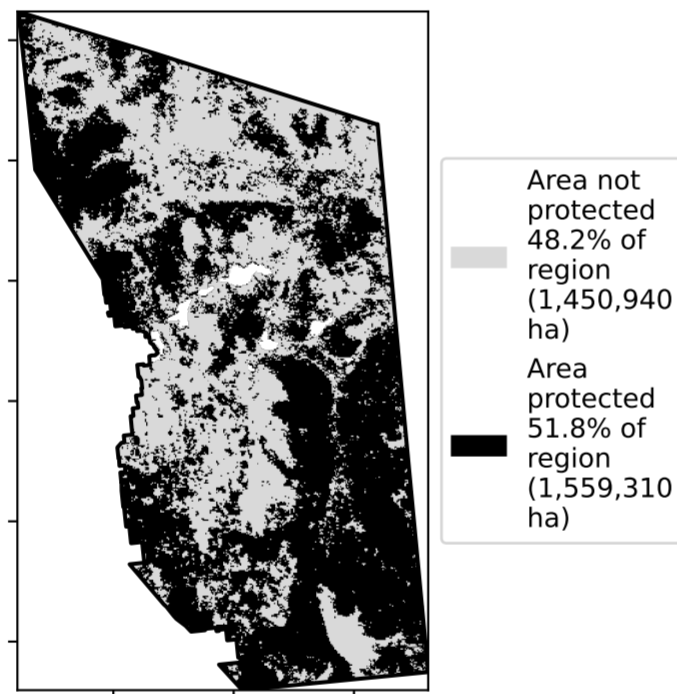 Area not
protected
48.2% of
region
(1,450,940
ha)
Area
protected
51.8% of
region
(1,559,310
ha)